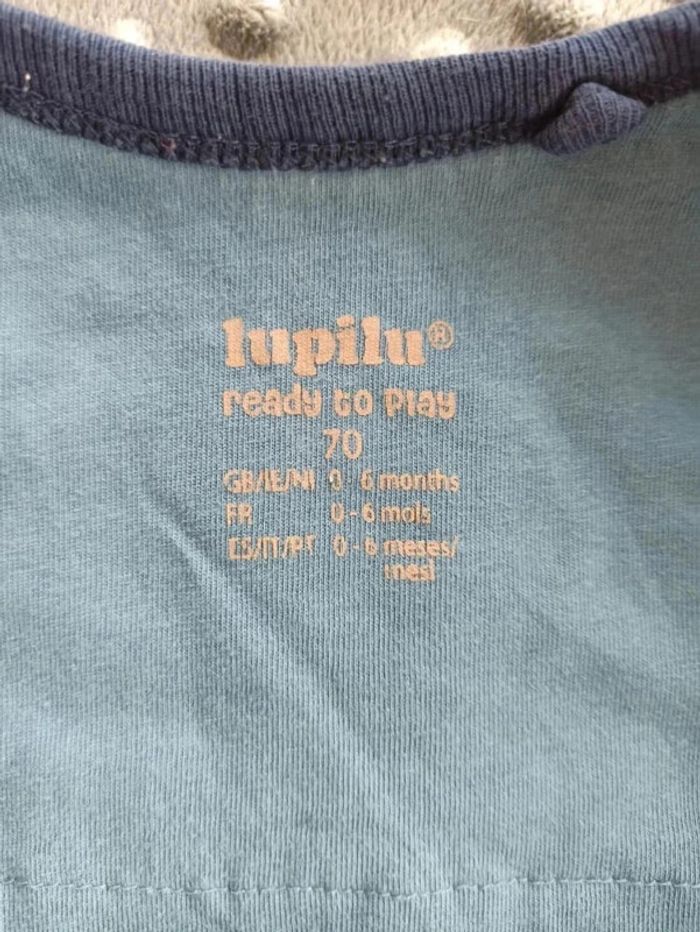 lupilu®
ready to play
70
GB/IE/NI 0 - 6 months
FR 0 - 6 mois
ES/IT/PT 0 - 6 meses/
mesi